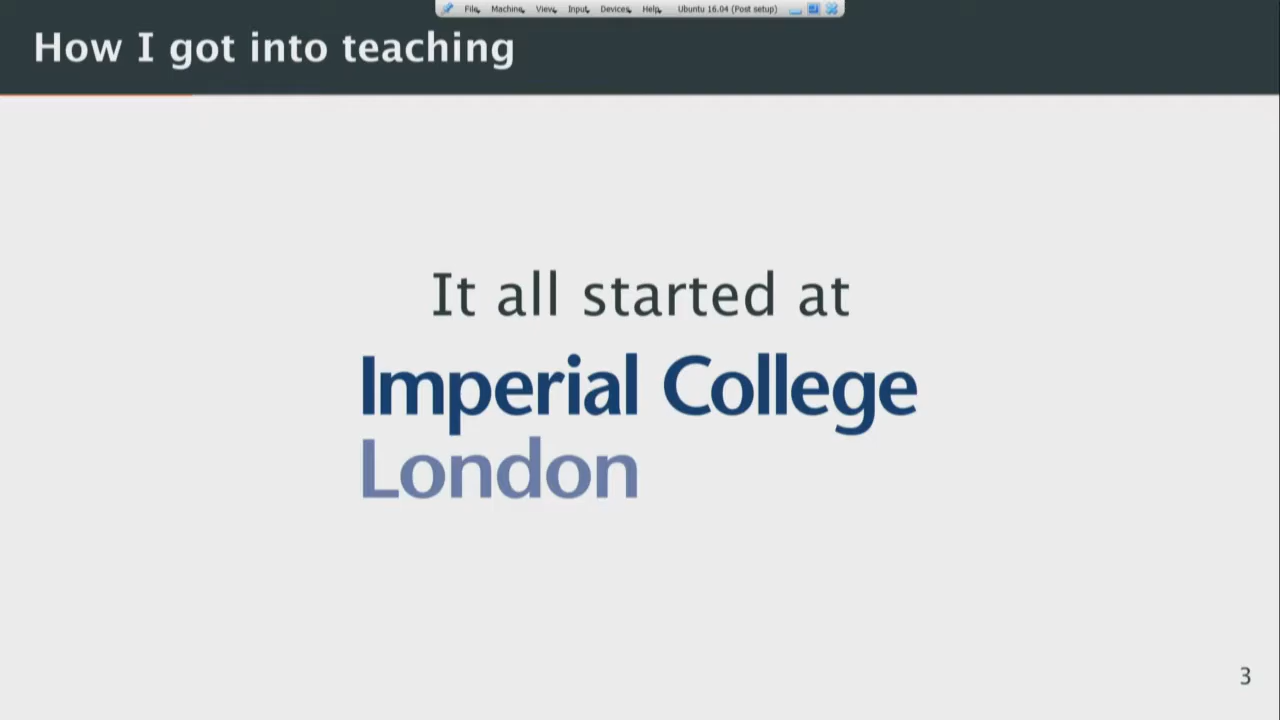 File Machine View Input Devices Help Ubuntu 16.04 (Post setup)
How I got into teaching
It all started at
Imperial College
London
3